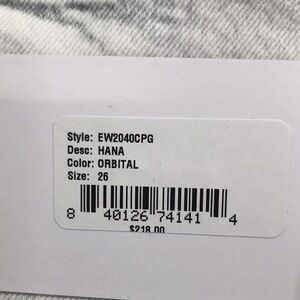 Style: EW2040CPG
Desc: HANA
Color: ORBITAL
Size: 26
8 40126 74141 4
$218.00